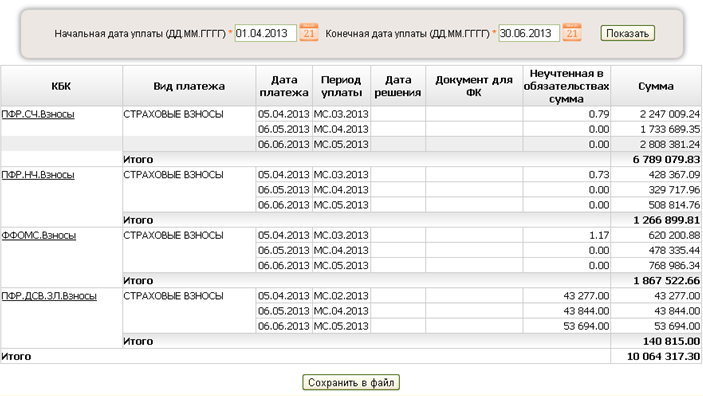 Начальная дата уплаты (ДД.ММ.ГГГГ) * 01.04.2013 21 Конечная дата уплаты (ДД.ММ.ГГГГ) * 30.06.2013 21 Показать
КБК Вид платежа Дата платежа Период уплаты Дата решения Документ для ФК Неучтенная в обязательствах сумма Сумма
ПФР.СЧ.Взносы СТРАХОВЫЕ ВЗНОСЫ 05.04.2013 МС.03.2013 0.79 2 247 009.24
06.05.2013 МС.04.2013 0.00 1 733 689.35
06.06.2013 МС.05.2013 0.00 2 808 381.24
Итого 6 789 079.83
ПФР.НЧ.Взносы СТРАХОВЫЕ ВЗНОСЫ 05.04.2013 МС.03.2013 0.73 428 367.09
06.05.2013 МС.04.2013 0.00 329 717.96
06.06.2013 МС.05.2013 0.00 508 814.76
Итого 1 266 899.81
ФФОМС.Взносы СТРАХОВЫЕ ВЗНОСЫ 05.04.2013 МС.03.2013 1.17 620 200.88
06.05.2013 МС.04.2013 0.00 478 335.44
06.06.2013 МС.05.2013 0.00 768 986.34
Итого 1 867 522.66
ПФР.ДСВ.ЗЛ.Взносы СТРАХОВЫЕ ВЗНОСЫ 05.04.2013 МС.02.2013 43 277.00 43 277.00
06.05.2013 МС.04.2013 43 844.00 43 844.00
06.06.2013 МС.05.2013 53 694.00 53 694.00
Итого 140 815.00
Итого 10 064 317.30
Сохранить в файл